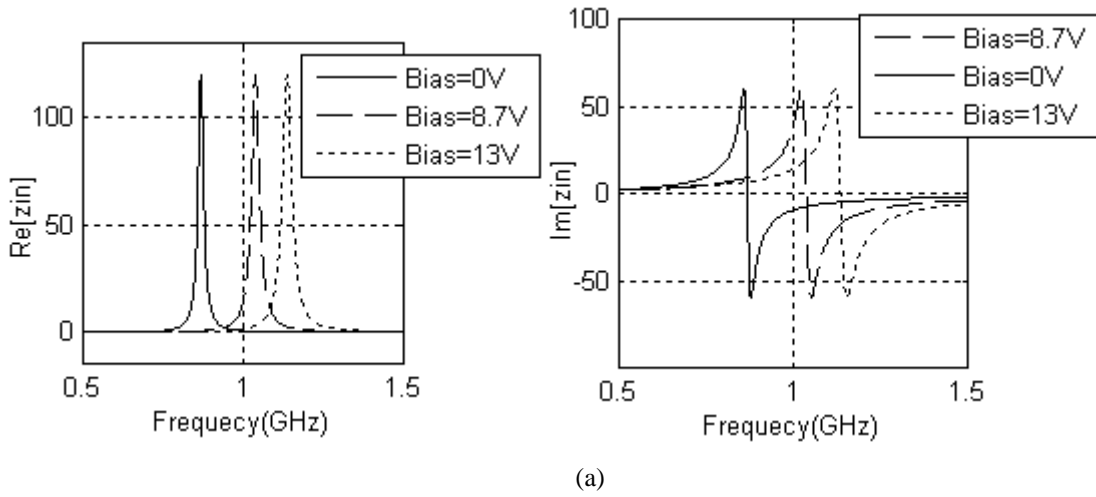 Bias=0V
Bias=8.7V
Bias=13V
100
50
0
Re[zin]
0.5
1
1.5
Frequecy(GHz)
Bias=8.7V
Bias=0V
Bias=13V
100
50
0
-50
Im[zin]
0.5
1
1.5
Frequecy(GHz)
(a)